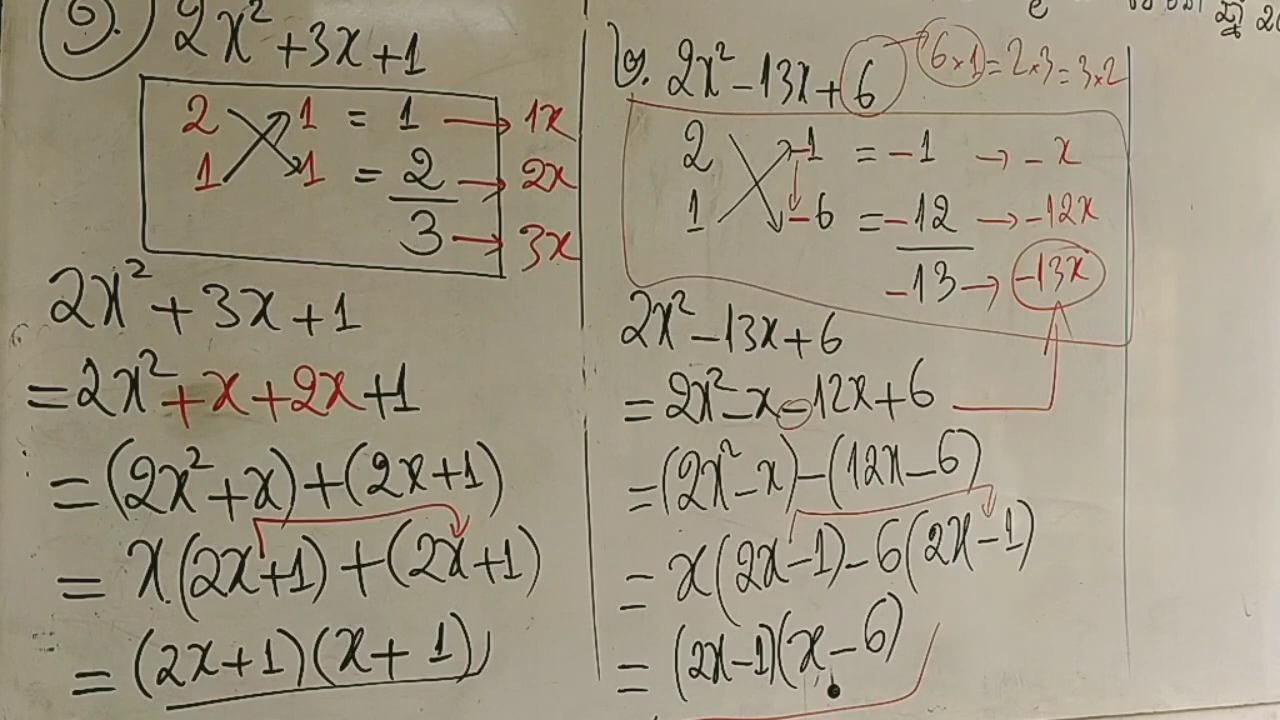 2x² + 3x + 1
2 1 = 1 → 1x
1 1 = 2 → 2x
3 → 3x
2x² + 3x + 1
= 2x² + x + 2x + 1
= (2x² + x) + (2x + 1)
= x(2x + 1) + (2x + 1)
= (2x + 1)(x + 1)
2x² - 13x + 6 → 6×1 = 2×3 = 3×2
2 -1 = -1 → -x
1 -6 = -12 → -12x
-13 → -13x
2x² - 13x + 6
= 2x² - x - 12x + 6
= (2x² - x) - (12x - 6)
= x(2x - 1) - 6(2x - 1)
= (2x - 1)(x - 6)